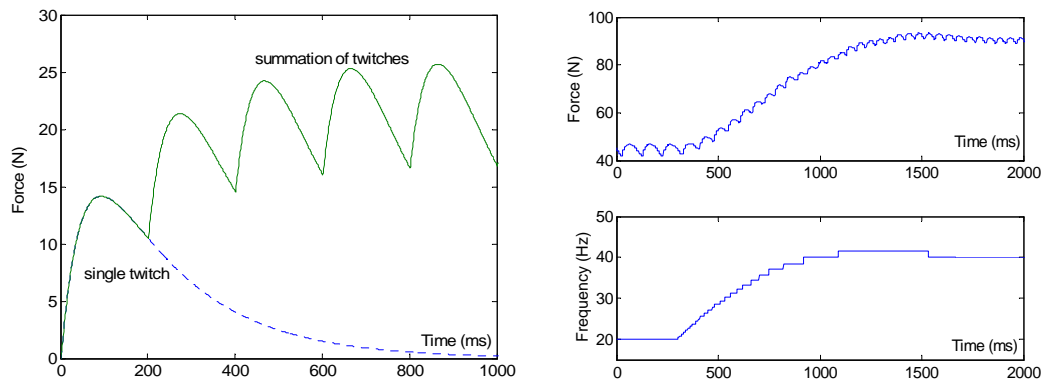 30
25
20
15
10
5
0
Force (N)
summation of twitches
single twitch
Time (ms)
0 200 400 600 800 1000
100
80
60
40
Force (N)
Time (ms)
0 500 1000 1500 2000
50
40
30
20
Frequency (Hz)
Time (ms)
0 500 1000 1500 2000